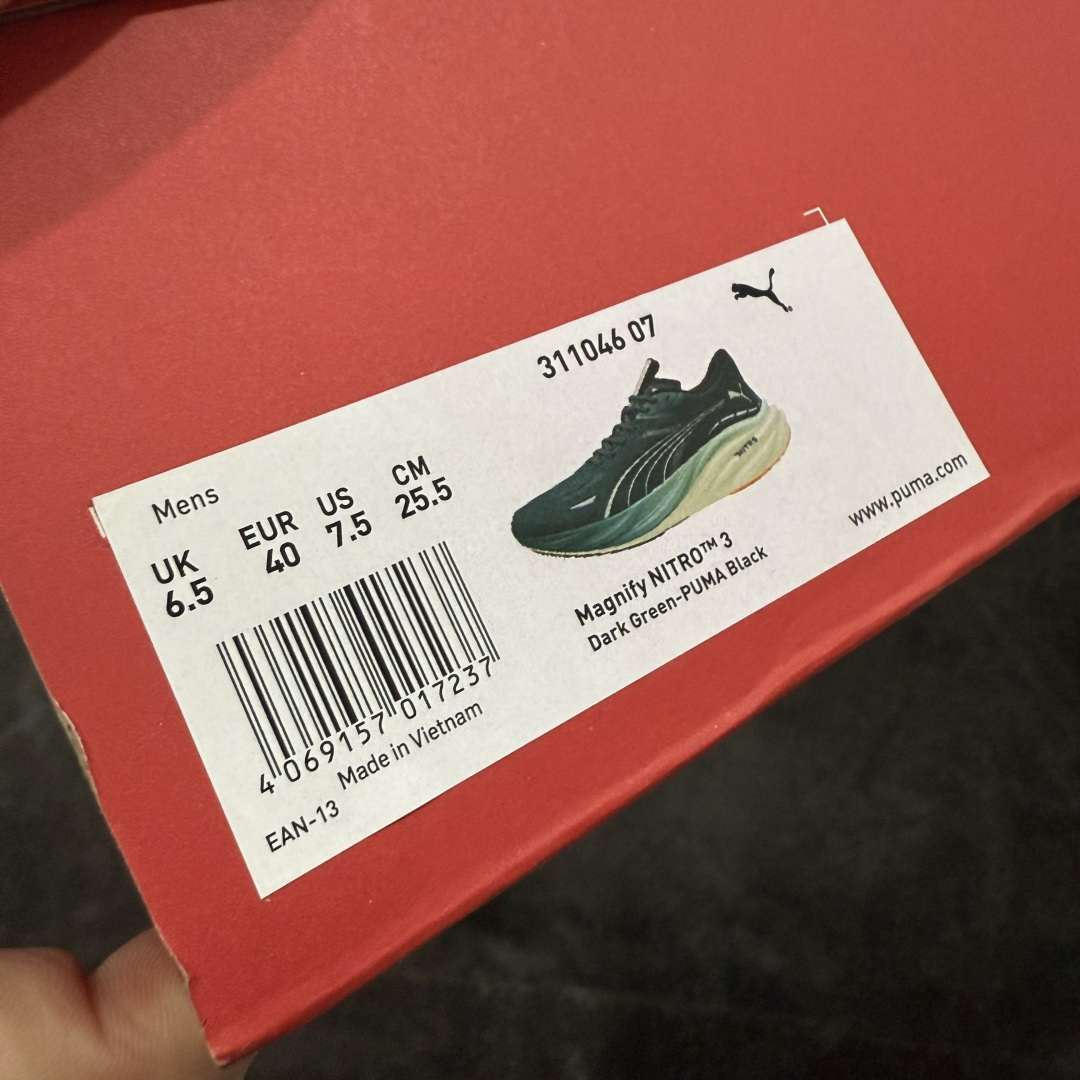 311046 07
Mens
UK EUR US CM
6.5 40 7.5 25.5
NITRO
Magnify NITRO™ 3
Dark Green-PUMA Black
www.puma.com
4 069157 017237
Made in Vietnam
EAN-13